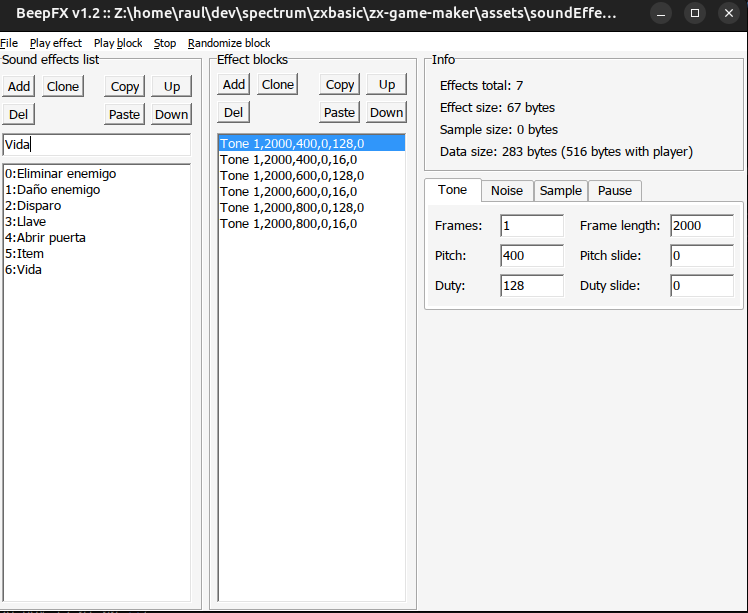 BeepFX v1.2 :: Z:\home\raul\dev\spectrum\zxbasic\zx-game-maker\assets\soundEffe...
File Play effect Play block Stop Randomize block
Sound effects list
Add Clone Copy Up
Del Paste Down
Vida
0:Eliminar enemigo
1:Daño enemigo
2:Disparo
3:Llave
4:Abrir puerta
5:Item
6:Vida
Effect blocks
Add Clone Copy Up
Del Paste Down
Tone 1,2000,400,0,128,0
Tone 1,2000,400,0,16,0
Tone 1,2000,600,0,128,0
Tone 1,2000,600,0,16,0
Tone 1,2000,800,0,128,0
Tone 1,2000,800,0,16,0
Info
Effects total: 7
Effect size: 67 bytes
Sample size: 0 bytes
Data size: 283 bytes (516 bytes with player)
Tone Noise Sample Pause
Frames: 1 Frame length: 2000
Pitch: 400 Pitch slide: 0
Duty: 128 Duty slide: 0